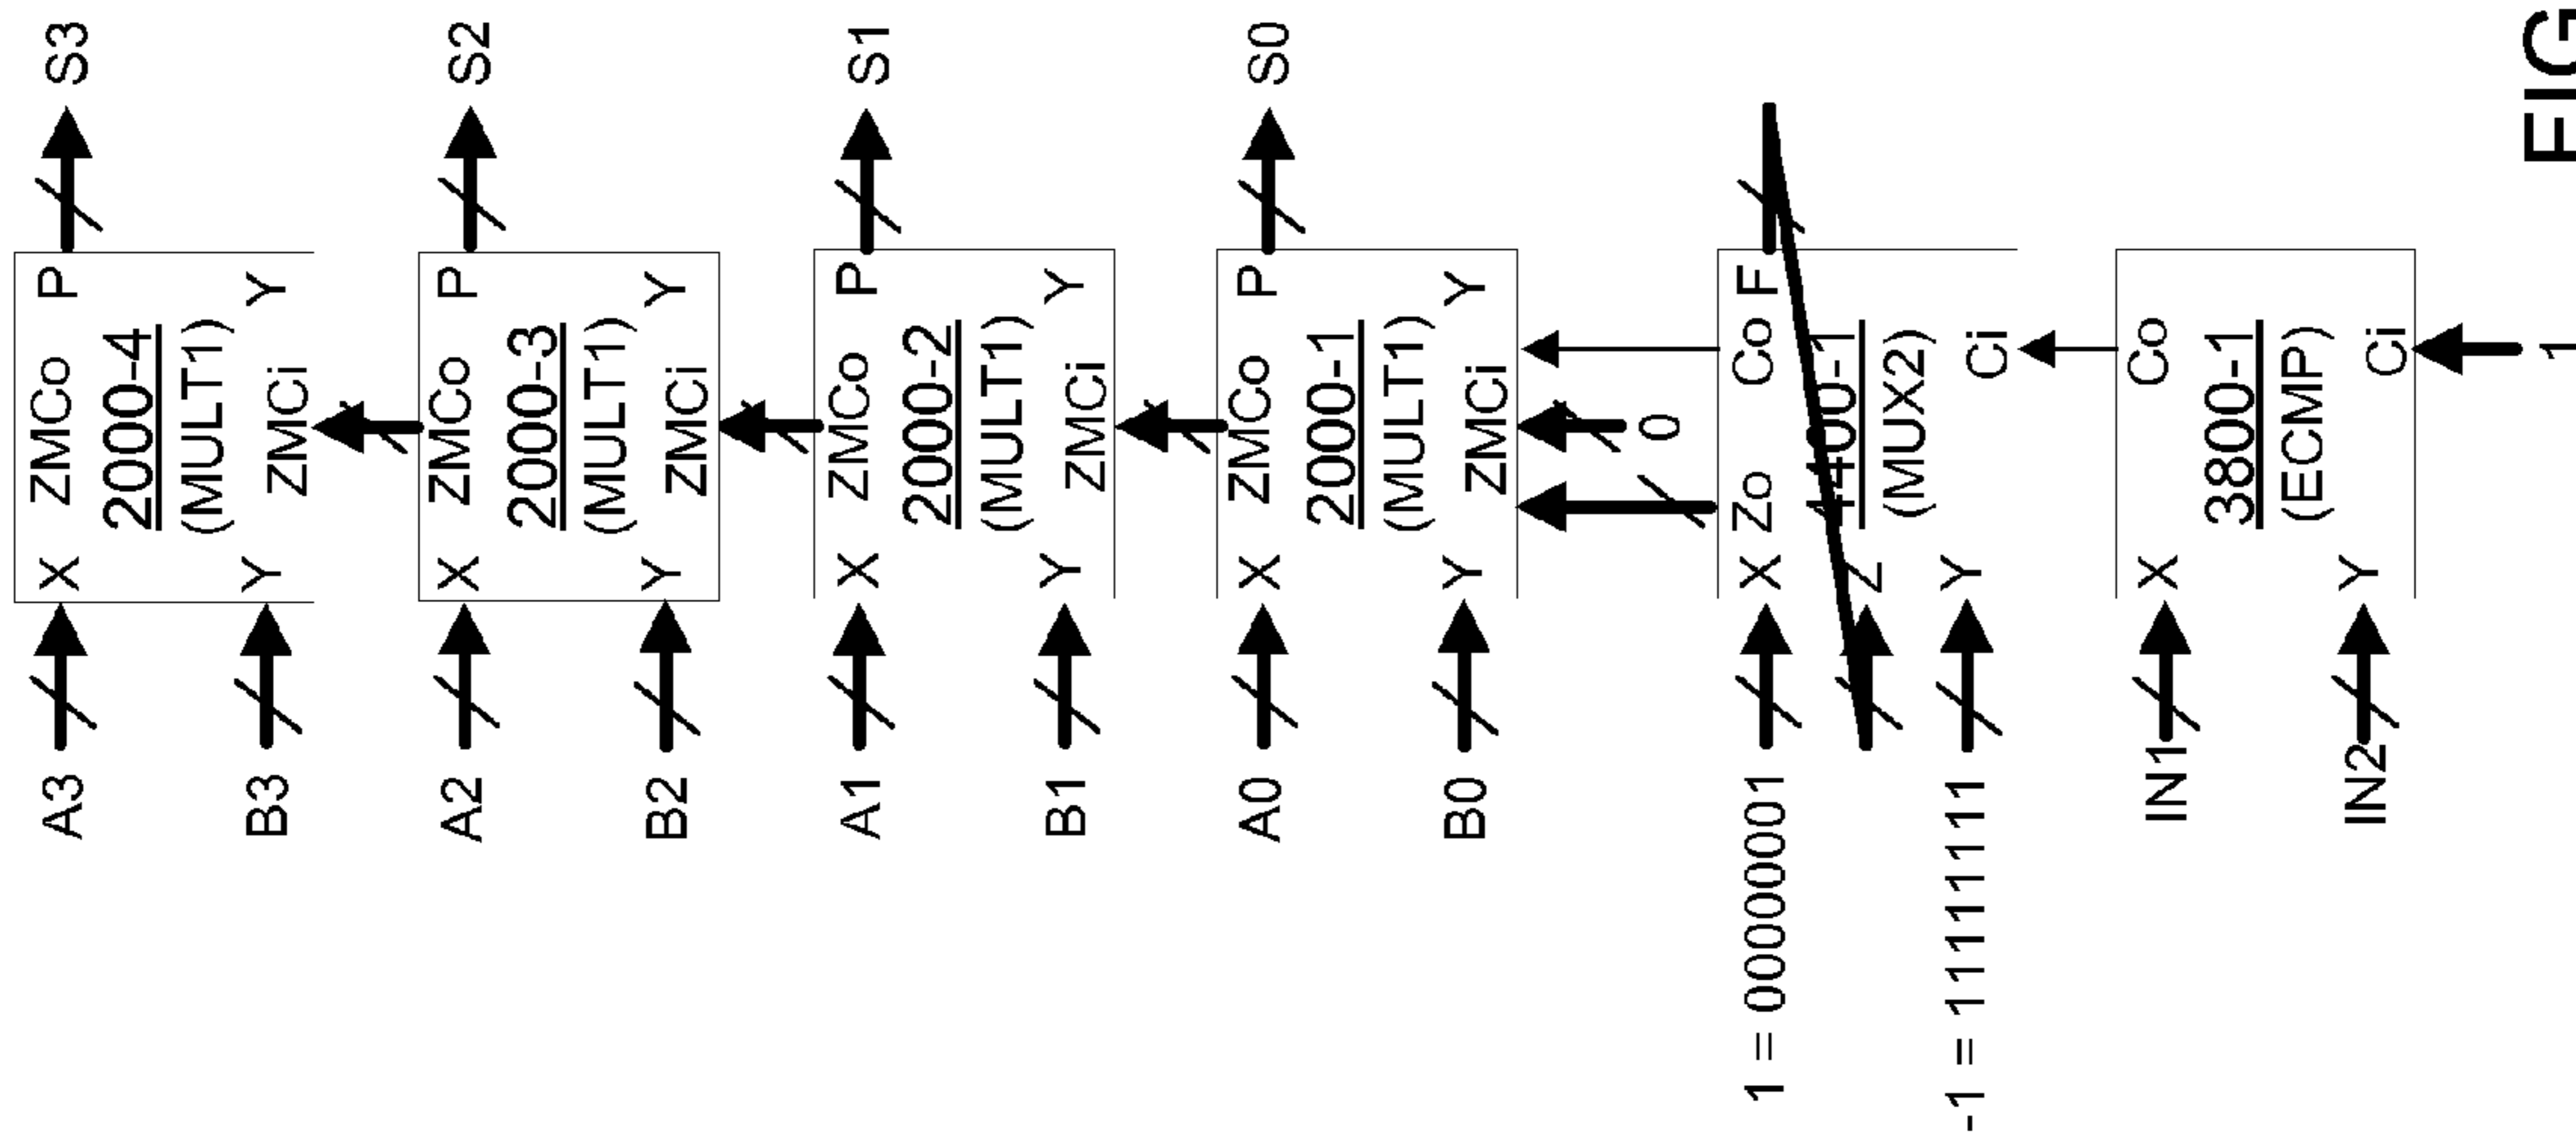 A3 X ZMCo P S3
2000-4
(MULT1)
B3 Y ZMCi Y
A2 X ZMCo P S2
2000-3
(MULT1)
B2 Y ZMCi Y
A1 X ZMCo P S1
2000-2
(MULT1)
B1 Y ZMCi Y
A0 X ZMCo P S0
2000-1
(MULT1)
B0 Y ZMCi Y
0
1 = 00000001 X Zo Co F
4400-1
Z (MUX2)
-1 = 11111111 Y Ci
IN1 X Co
3800-1
(ECMP)
IN2 Y Ci
1
FIG